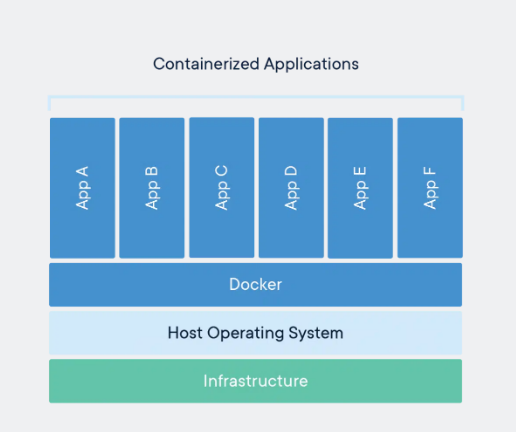 Containerized Applications
App A
App B
App C
App D
App E
App F
Docker
Host Operating System
Infrastructure